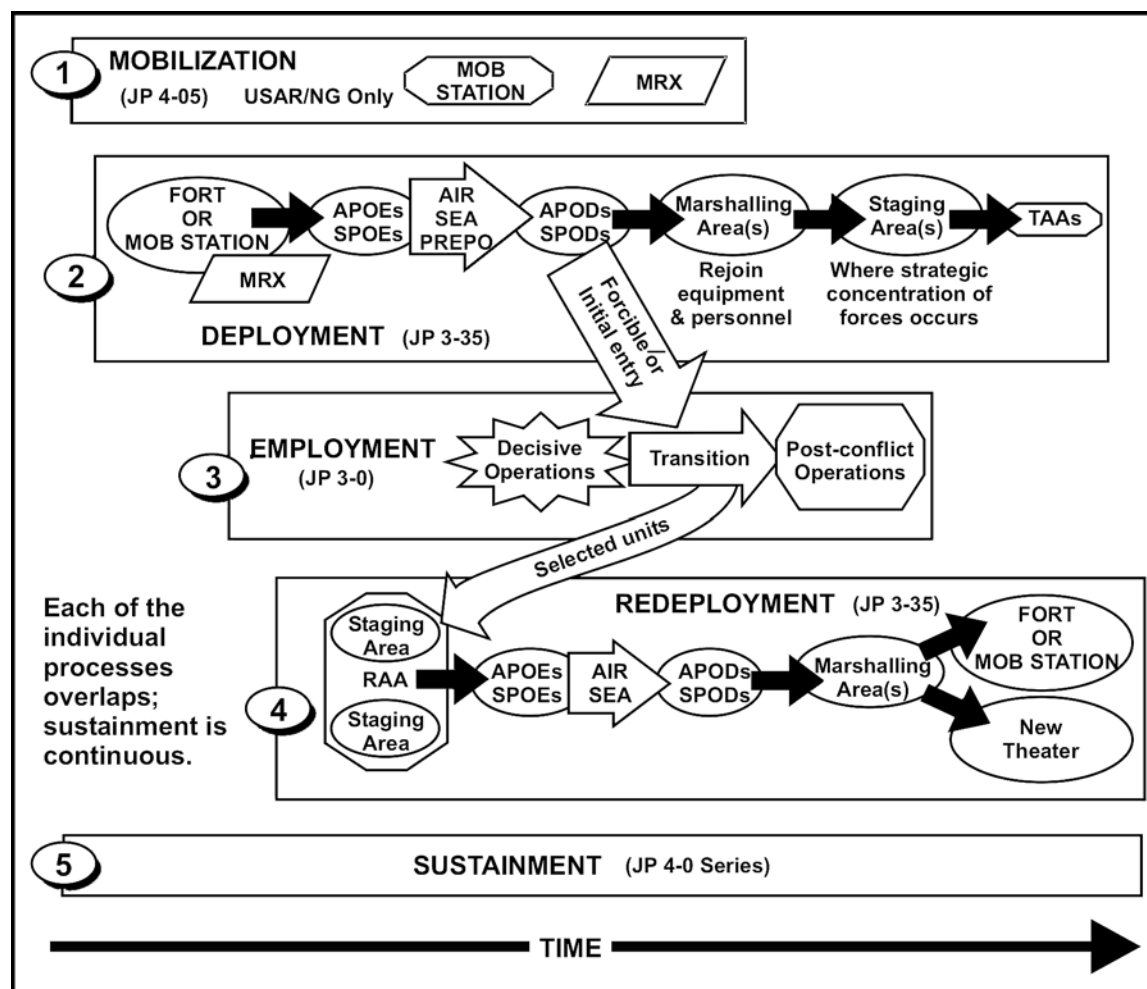 1
MOBILIZATION
(JP 4-05) USAR/NG Only
MOB
STATION
MRX
2
FORT
OR
MOB STATION
MRX
APOEs
SPOEs
AIR
SEA
PREPO
APODs
SPODs
Marshalling
Area(s)
Rejoin
equipment
& personnel
Staging
Area(s)
Where strategic
concentration of
forces occurs
TAAs
DEPLOYMENT (JP 3-35)
Forcible/or
Initial entry
3
EMPLOYMENT
(JP 3-0)
Decisive
Operations
Transition
Post-conflict
Operations
Selected units
Each of the
individual
processes
overlaps;
sustainment is
continuous.
4
REDEPLOYMENT (JP 3-35)
Staging
Area
RAA
Staging
Area
APOEs
SPOEs
AIR
SEA
APODs
SPODs
Marshalling
Area(s)
FORT
OR
MOB STATION
New
Theater
5
SUSTAINMENT (JP 4-0 Series)
TIME